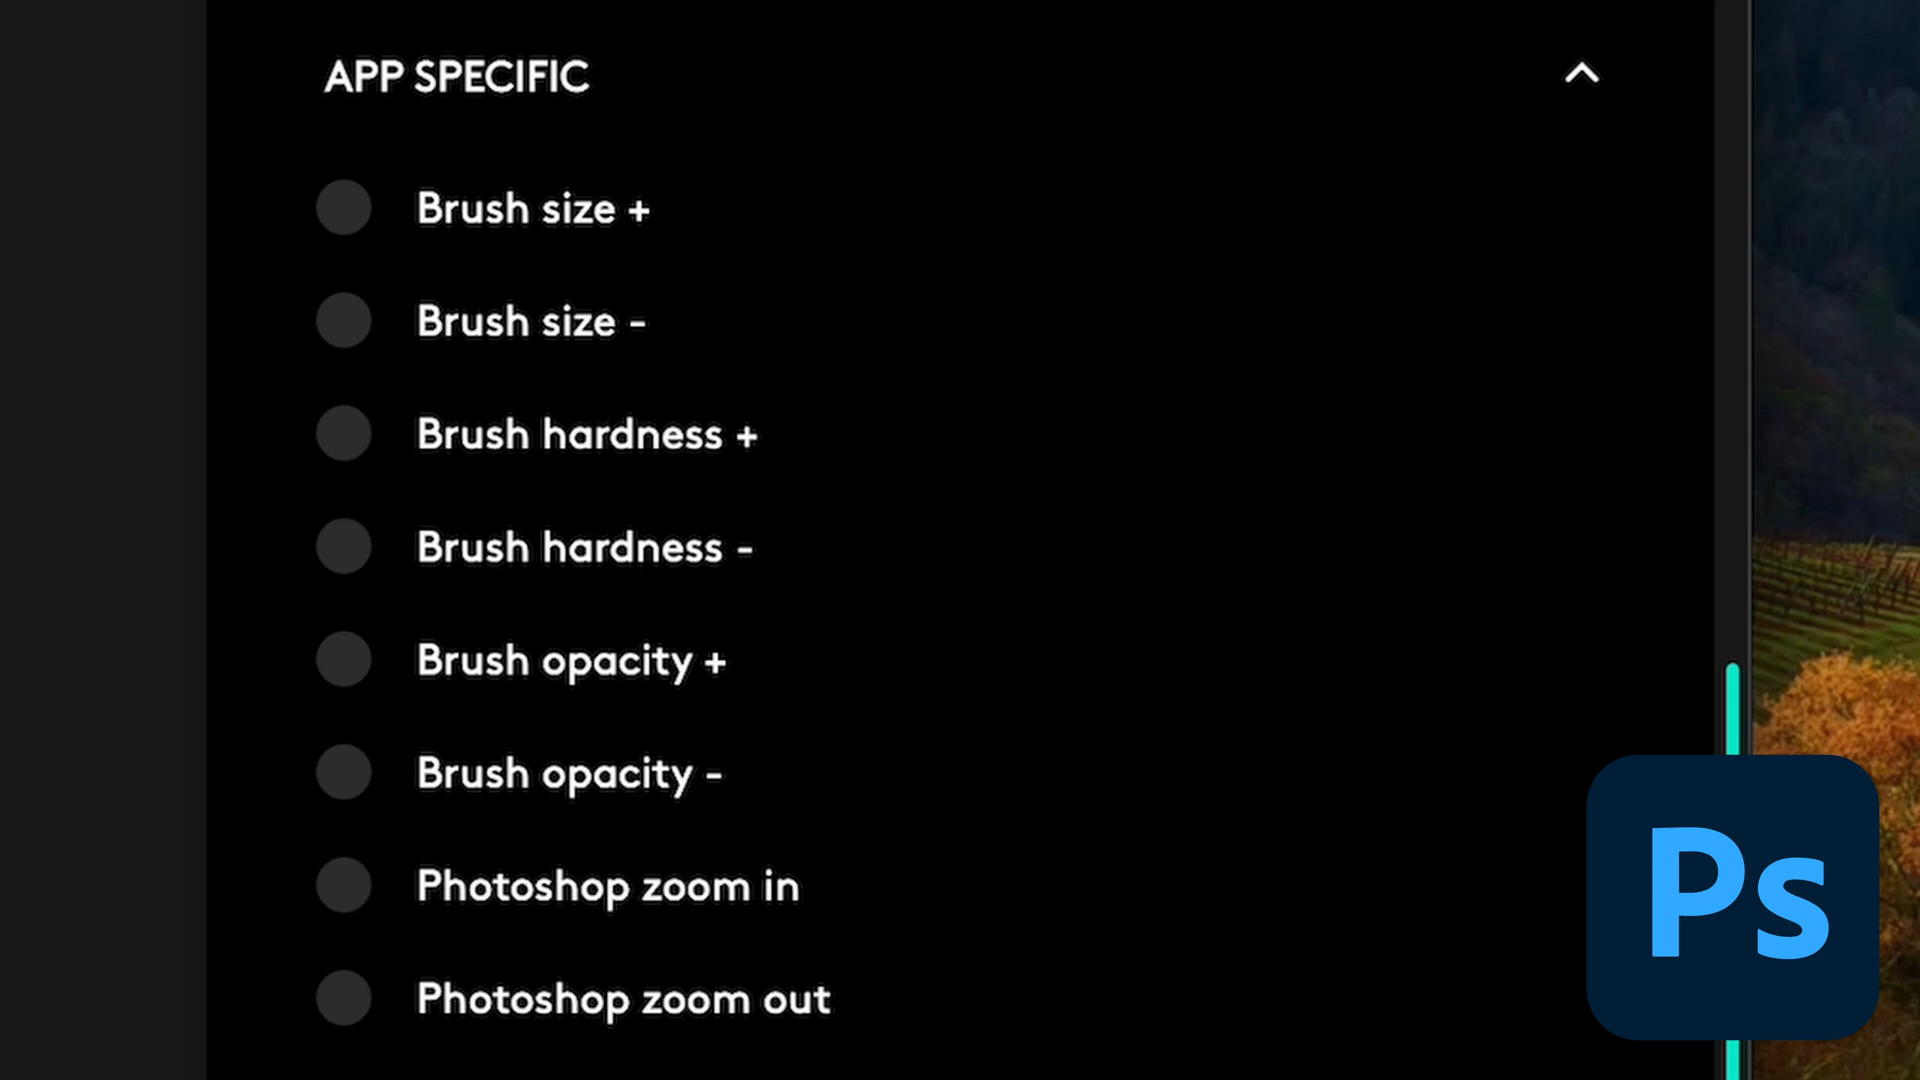 APP SPECIFIC
Brush size +
Brush size -
Brush hardness +
Brush hardness -
Brush opacity +
Brush opacity -
Photoshop zoom in
Photoshop zoom out
Ps